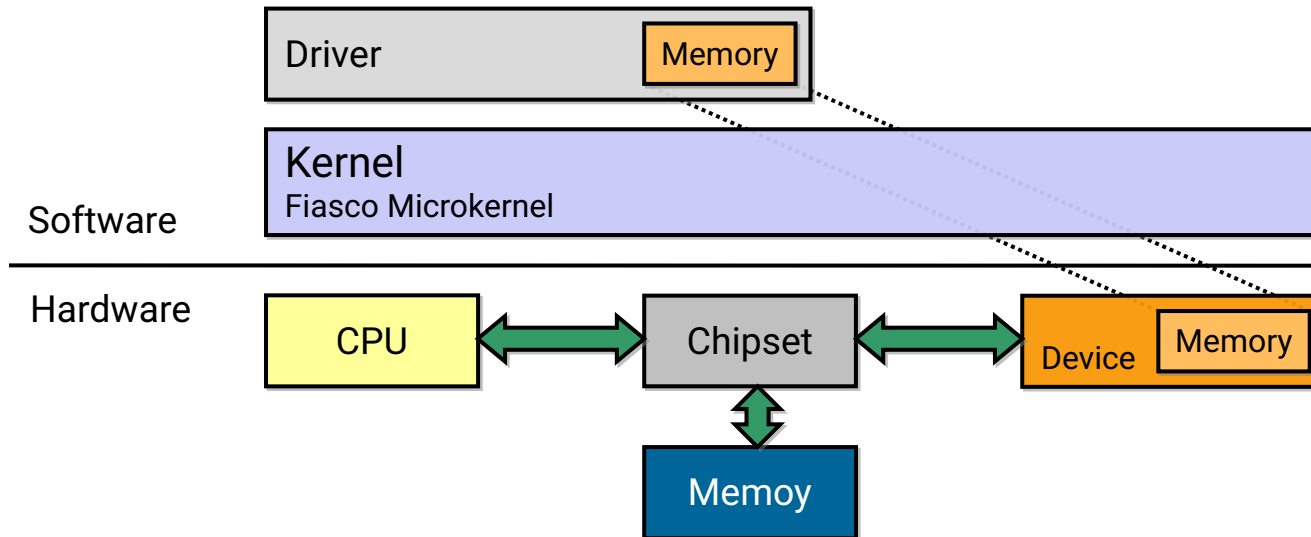 Driver
Memory
Kernel
Fiasco Microkernel
Software
Hardware
CPU
Chipset
Device
Memory
Memoy